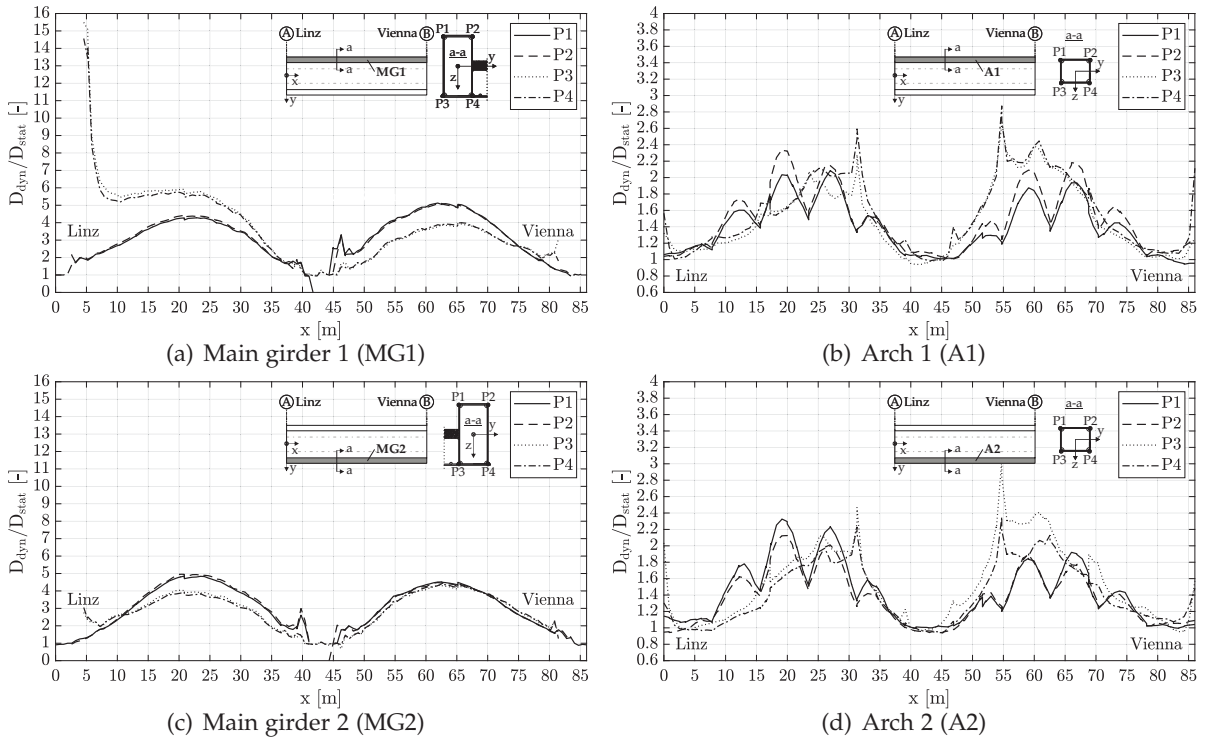 16
15
14
13
12
11
10
9
8
7
6
5
4
3
2
1
0
D_dyn/D_stat [-]
A Linz
Vienna B
a
a
MG1
x
y
P1 P2
a-a
y
z
P3 P4
P1
P2
P3
P4
Linz
Vienna
0 5 10 15 20 25 30 35 40 45 50 55 60 65 70 75 80 85
x [m]
(a) Main girder 1 (MG1)
4
3.8
3.6
3.4
3.2
3
2.8
2.6
2.4
2.2
2
1.8
1.6
1.4
1.2
1
0.8
0.6
D_dyn/D_stat [-]
A Linz
Vienna B
a
a
A1
x
y
a-a
P1 P2
y
P3 z P4
P1
P2
P3
P4
Linz
Vienna
0 5 10 15 20 25 30 35 40 45 50 55 60 65 70 75 80 85
x [m]
(b) Arch 1 (A1)
16
15
14
13
12
11
10
9
8
7
6
5
4
3
2
1
0
D_dyn/D_stat [-]
A Linz
Vienna B
x
y
a
a
MG2
P1 P2
a-a
y
z
P3 P4
P1
P2
P3
P4
Linz
Vienna
0 5 10 15 20 25 30 35 40 45 50 55 60 65 70 75 80 85
x [m]
(c) Main girder 2 (MG2)
4
3.8
3.6
3.4
3.2
3
2.8
2.6
2.4
2.2
2
1.8
1.6
1.4
1.2
1
0.8
0.6
D_dyn/D_stat [-]
A Linz
Vienna B
x
y
a
a
A2
a-a
P1 P2
y
P3 z P4
P1
P2
P3
P4
Linz
Vienna
0 5 10 15 20 25 30 35 40 45 50 55 60 65 70 75 80 85
x [m]
(d) Arch 2 (A2)